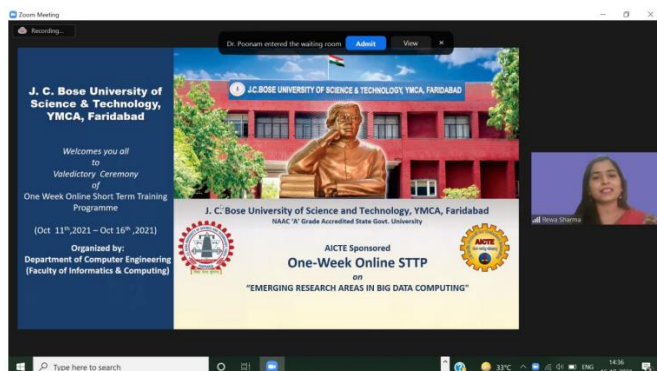 Zoom Meeting
Recording...
Dr. Poonam entered the waiting room Admit View
J. C. Bose University of
Science & Technology,
YMCA, Faridabad
Welcomes you all
to
Valedictory Ceremony
of
One Week Online Short Term Training
Programme
(Oct 11th,2021 – Oct 16th ,2021)
Organized by:
Department of Computer Engineering
(Faculty of Informatics & Computing)
J.C.BOSE UNIVERSITY OF SCIENCE & TECHNOLOGY, YMCA, FARIDABAD
J. C. Bose University of Science and Technology, YMCA, Faridabad
NAAC 'A' Grade Accredited State Govt. University
AICTE Sponsored
One-Week Online STTP
on
"EMERGING RESEARCH AREAS IN BIG DATA COMPUTING"
AICTE
Rewa Sharma
Type here to search
33°C
ENG
14:36